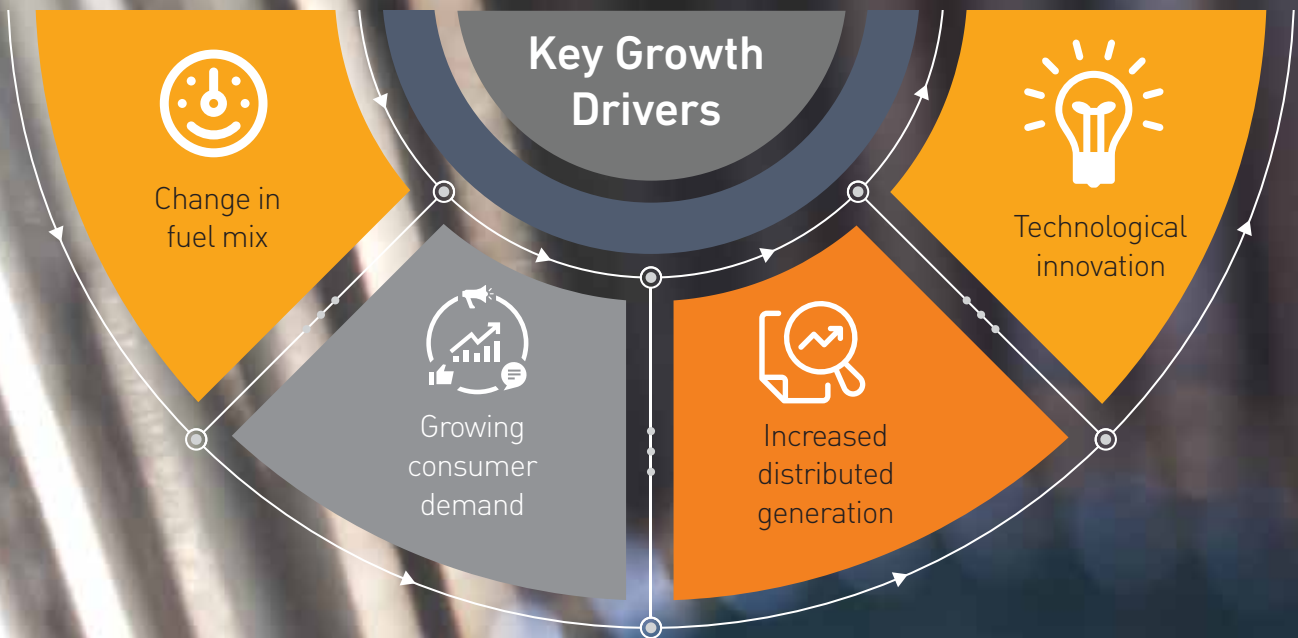 Key Growth
Drivers
Change in
fuel mix
Growing
consumer
demand
Increased
distributed
generation
Technological
innovation